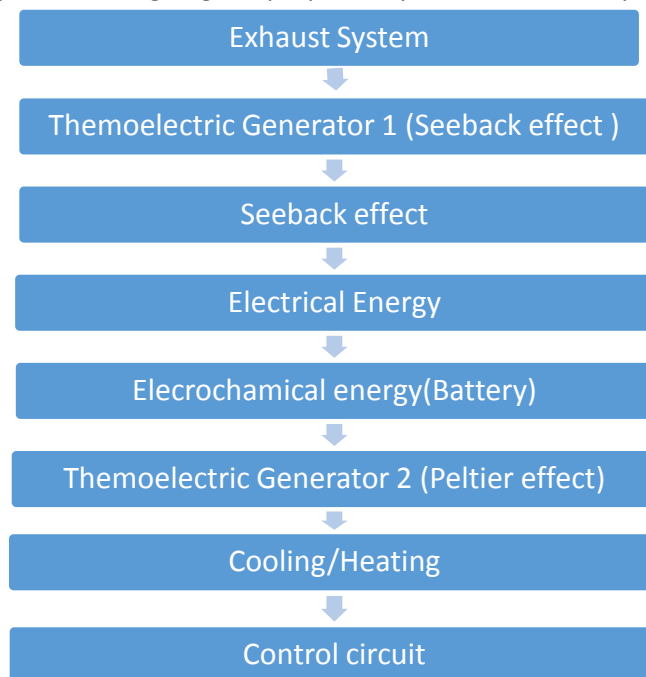 Exhaust System
Themoelectric Generator 1 (Seeback effect )
Seeback effect
Electrical Energy
Elecrochamical energy(Battery)
Themoelectric Generator 2 (Peltier effect)
Cooling/Heating
Control circuit